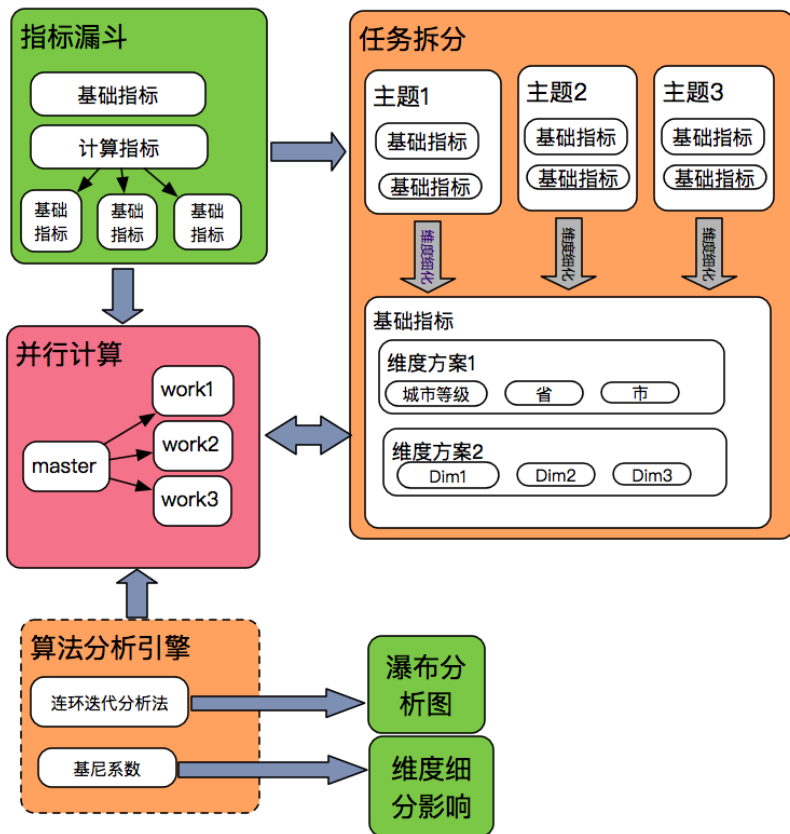 指标漏斗
基础指标
计算指标
基础
指标
基础
指标
基础
指标
任务拆分
主题1
基础指标
基础指标
主题2
基础指标
基础指标
主题3
基础指标
基础指标
维度细化
维度细化
维度细化
基础指标
维度方案1
城市等级
省
市
维度方案2
Dim1
Dim2
Dim3
并行计算
master
work1
work2
work3
算法分析引擎
连环迭代分析法
基尼系数
瀑布分
析图
维度细
分影响